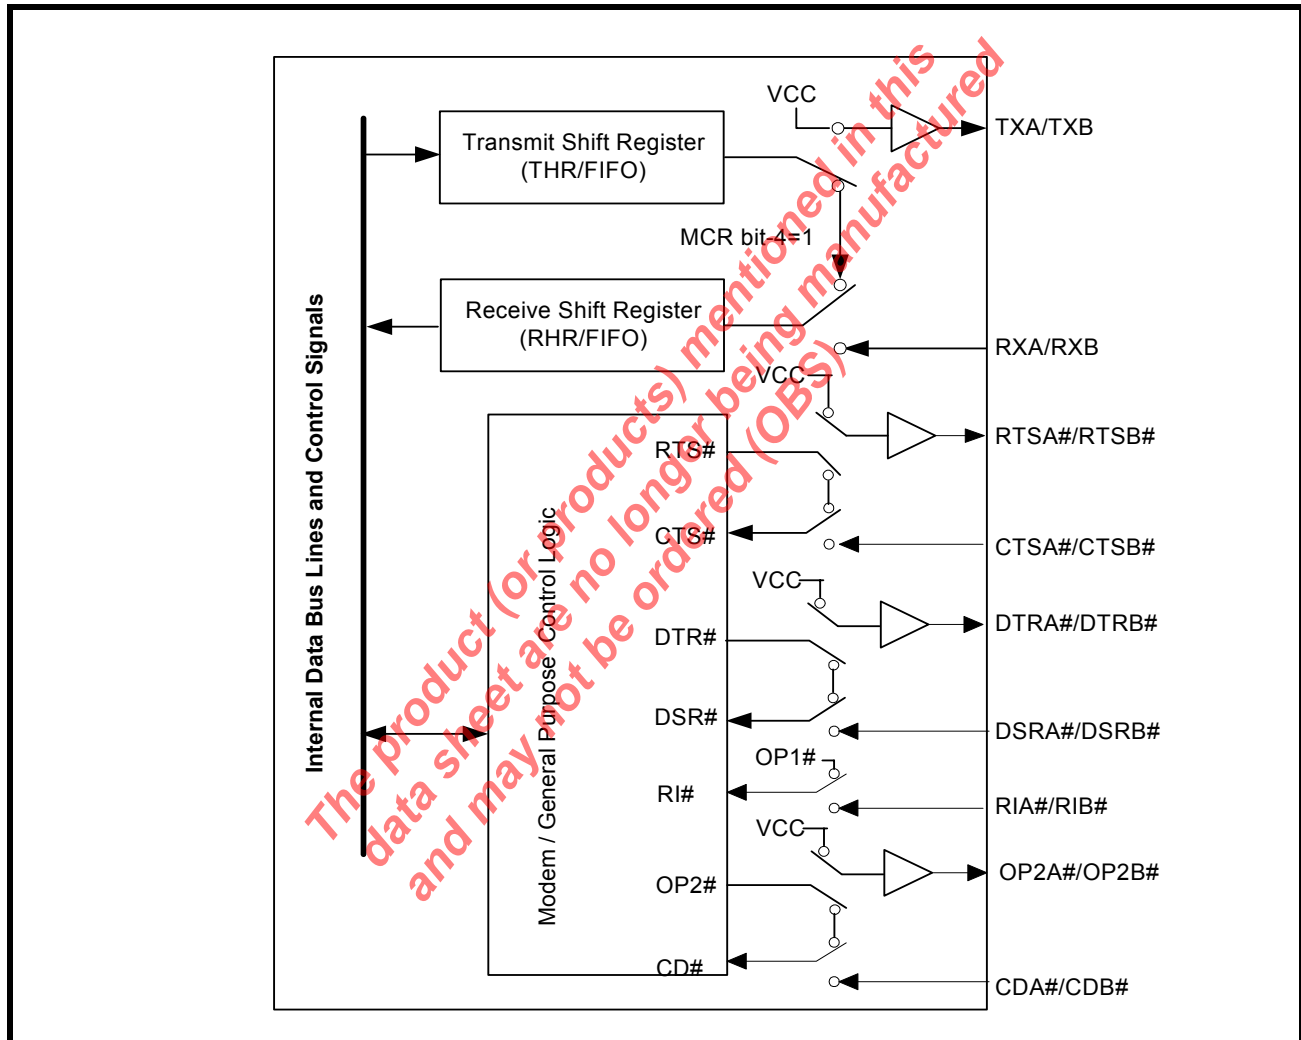 VCC
TXA/TXB
Transmit Shift Register
(THR/FIFO)
MCR bit-4=1
Receive Shift Register
(RHR/FIFO)
RXA/RXB
VCC
RTSA#/RTSB#
RTS#
CTS#
CTSA#/CTSB#
VCC
DTRA#/DTRB#
DTR#
DSR#
DSRA#/DSRB#
OP1#
RI#
RIA#/RIB#
VCC
OP2A#/OP2B#
OP2#
CD#
CDA#/CDB#
Internal Data Bus Lines and Control Signals
Modem / General Purpose Control Logic
The product (or products) mentioned in this
data sheet are no longer being manufactured
and may not be ordered (OBS)